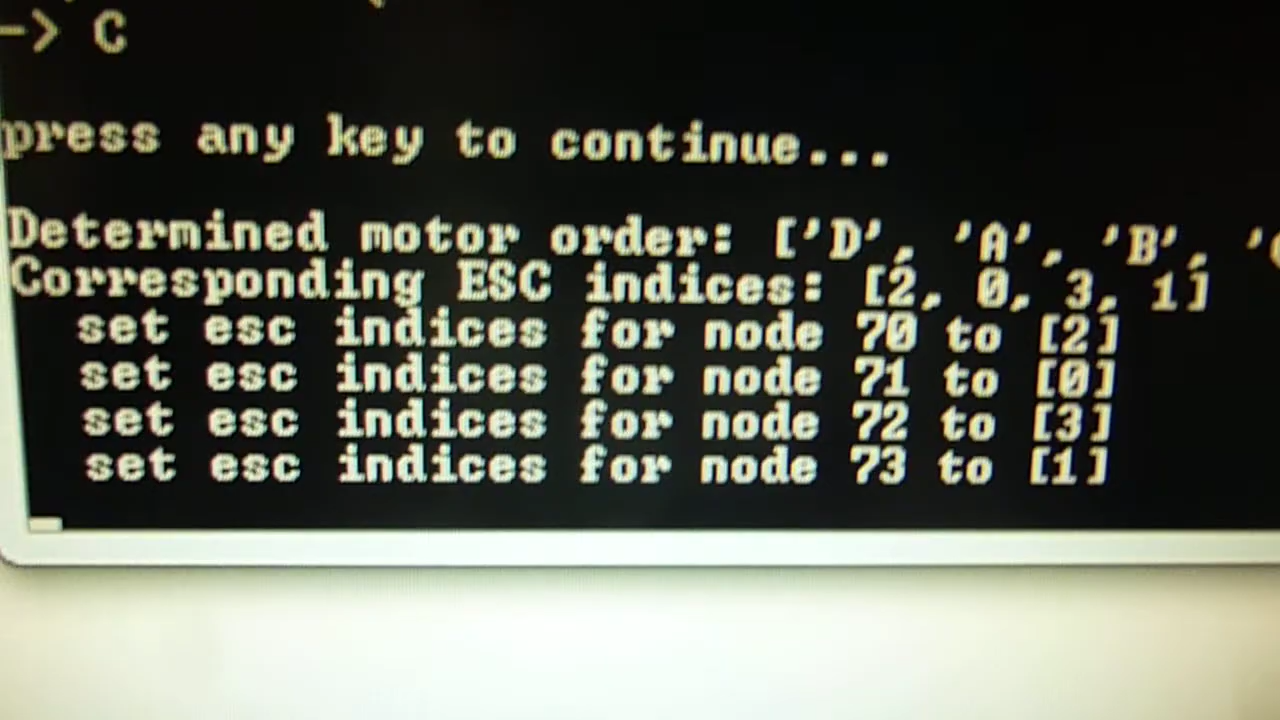 -> C
press any key to continue...
Determined motor order: ['D', 'A', 'B', '
Corresponding ESC indices: [2, 0, 3, 1]
set esc indices for node 70 to [2]
set esc indices for node 71 to [0]
set esc indices for node 72 to [3]
set esc indices for node 73 to [1]